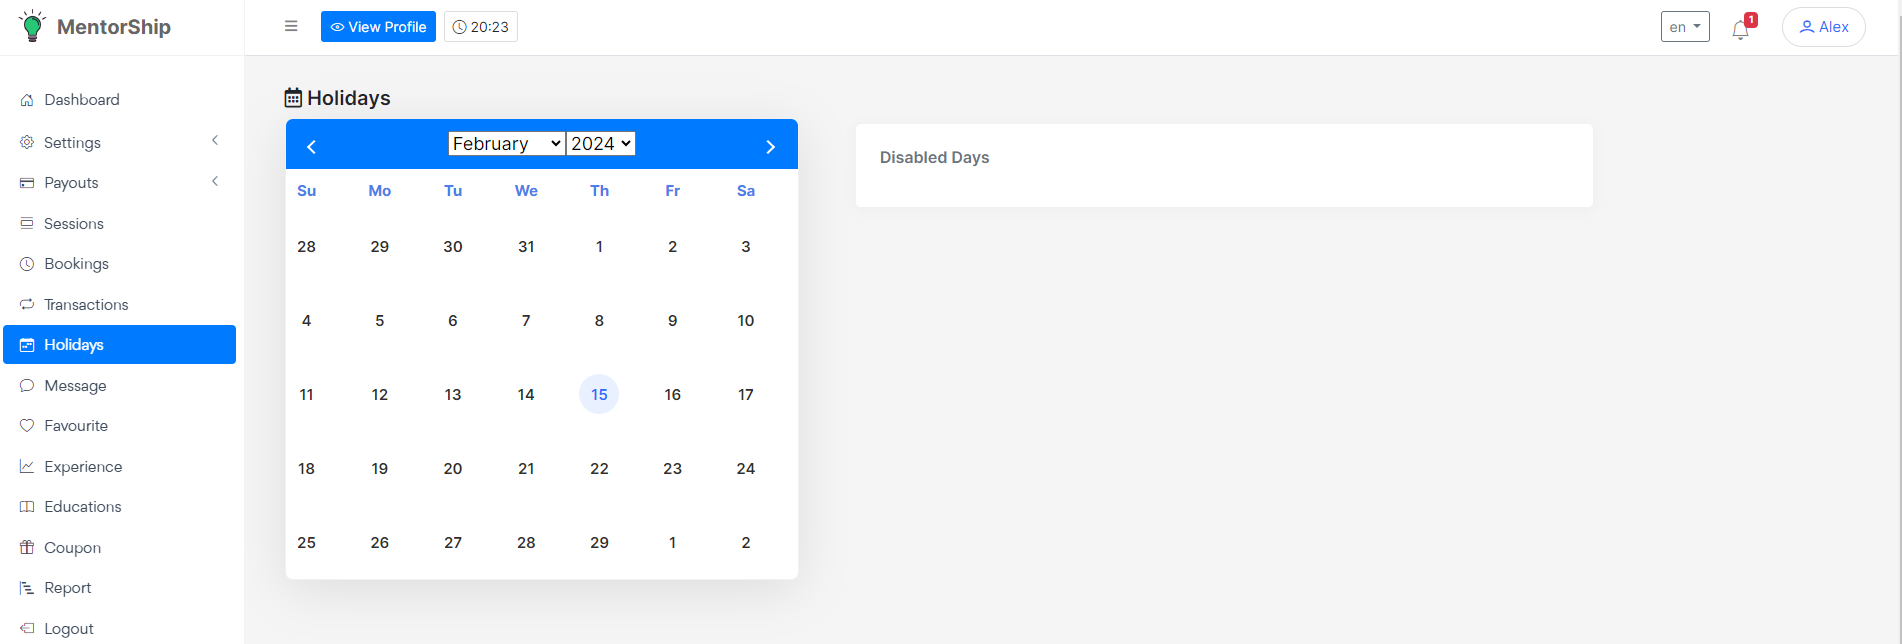 MentorShip
View Profile
20:23
en
1
Alex
Dashboard
Settings
Payouts
Sessions
Bookings
Transactions
Holidays
Message
Favourite
Experience
Educations
Coupon
Report
Logout
Holidays
February 2024
Su Mo Tu We Th Fr Sa
28 29 30 31 1 2 3
4 5 6 7 8 9 10
11 12 13 14 15 16 17
18 19 20 21 22 23 24
25 26 27 28 29 1 2
Disabled Days